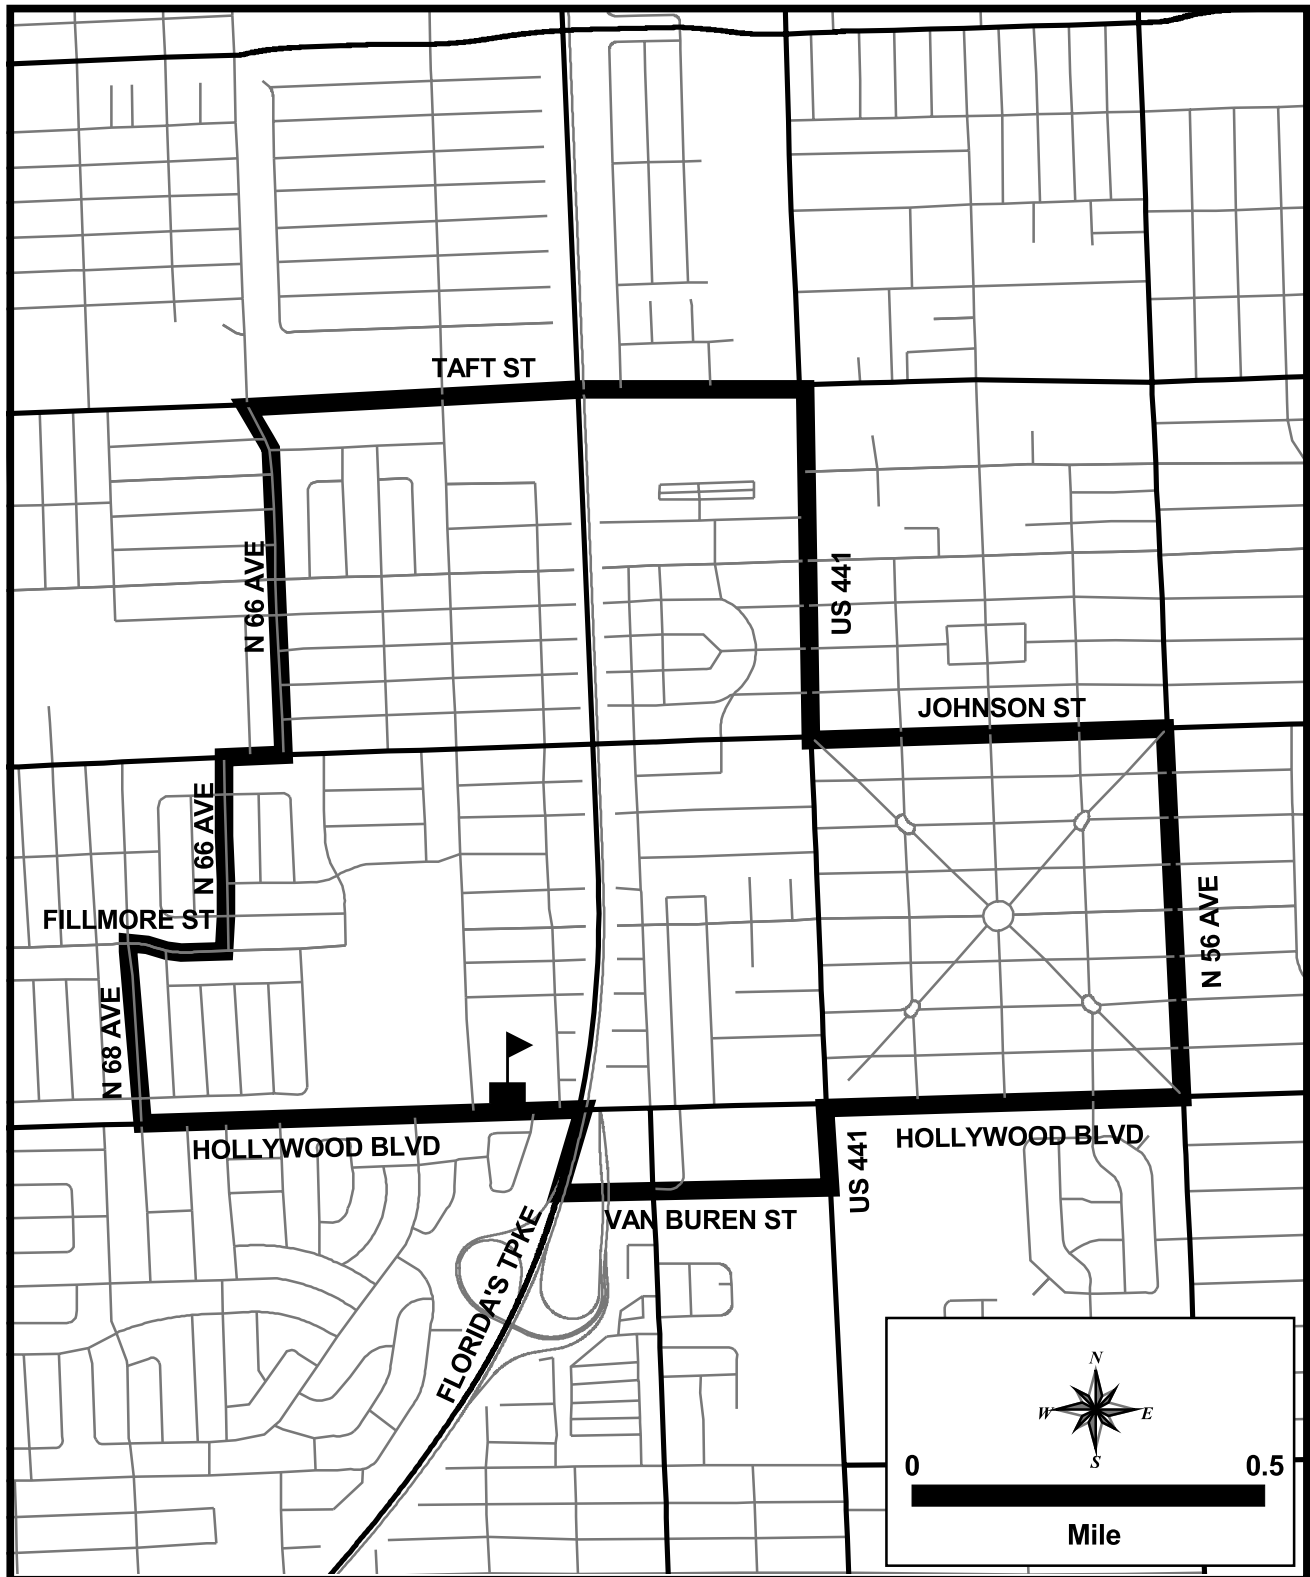 TAFT ST
N 66 AVE
US 441
JOHNSON ST
N 66 AVE
FILLMORE ST
N 56 AVE
N 68 AVE
HOLLYWOOD BLVD
HOLLYWOOD BLVD
US 441
VAN BUREN ST
FLORIDA'S TPKE
N
W E
S
0 0.5
Mile